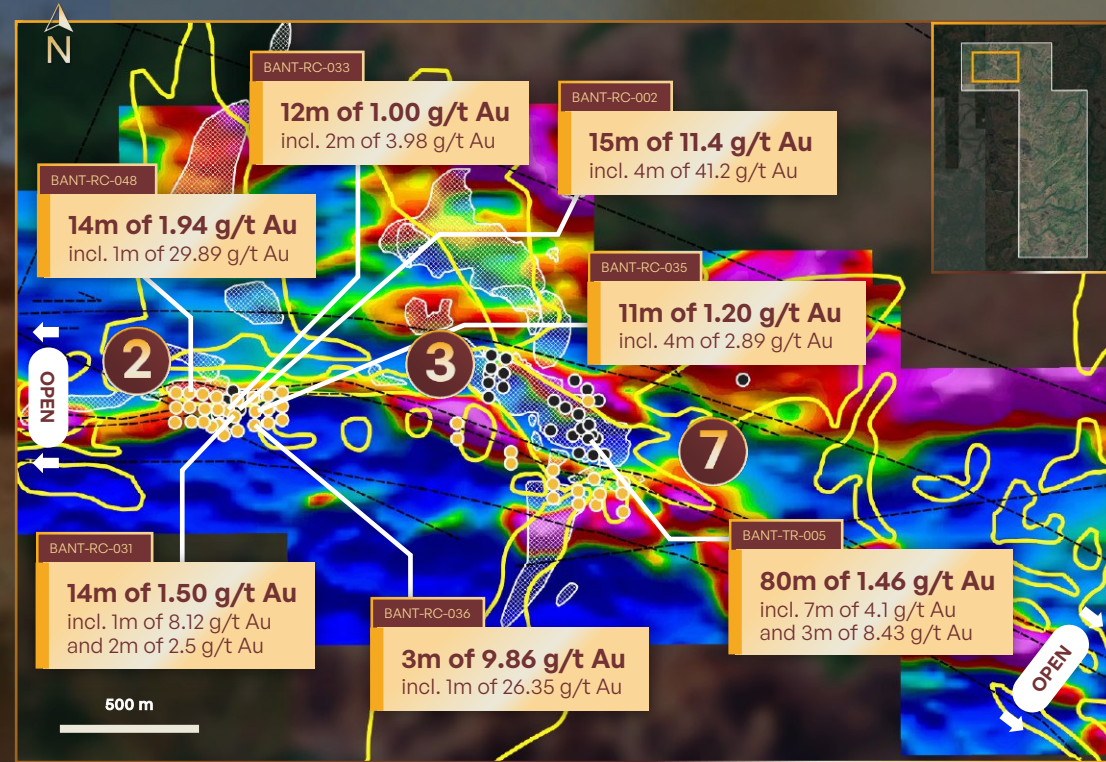 N
BANT-RC-033
12m of 1.00 g/t Au
incl. 2m of 3.98 g/t Au
BANT-RC-002
15m of 11.4 g/t Au
incl. 4m of 41.2 g/t Au
BANT-RC-048
14m of 1.94 g/t Au
incl. 1m of 29.89 g/t Au
BANT-RC-035
11m of 1.20 g/t Au
incl. 4m of 2.89 g/t Au
2
3
7
OPEN
BANT-RC-031
14m of 1.50 g/t Au
incl. 1m of 8.12 g/t Au
and 2m of 2.5 g/t Au
BANT-RC-036
3m of 9.86 g/t Au
incl. 1m of 26.35 g/t Au
BANT-TR-005
80m of 1.46 g/t Au
incl. 7m of 4.1 g/t Au
and 3m of 8.43 g/t Au
OPEN
500 m